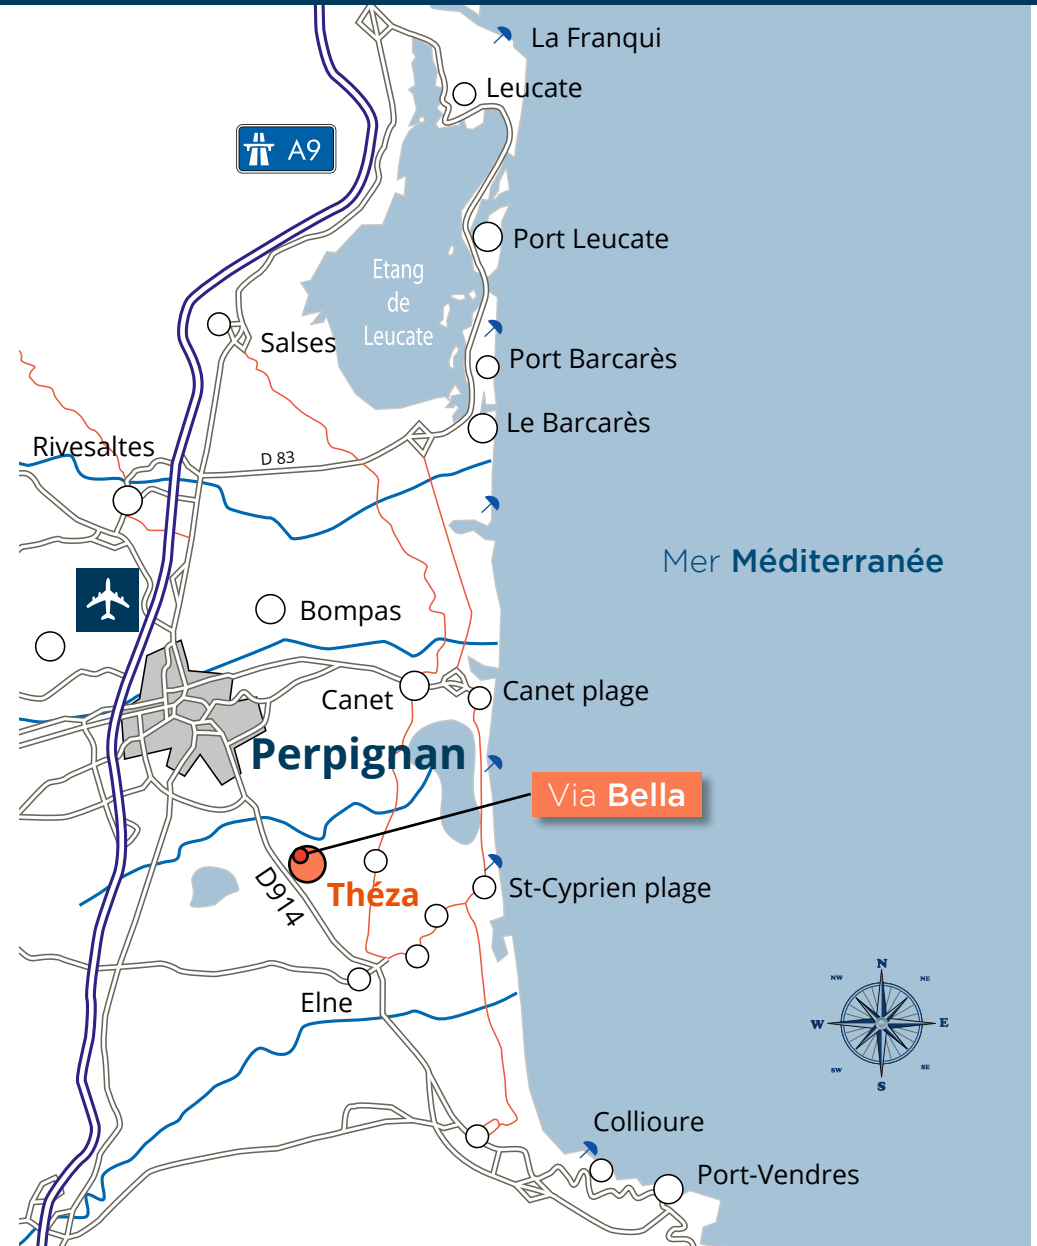 La Franqui
Leucate
A9
Port Leucate
Etang
de
Leucate
Salses
Port Barcarès
Le Barcarès
Rivesaltes
D 83
Mer Méditerranée
Bompas
Canet
Canet plage
Perpignan
Via Bella
Théza
D914
St-Cyprien plage
Elne
N
NW
NE
W
E
SW
SE
S
Collioure
Port-Vendres